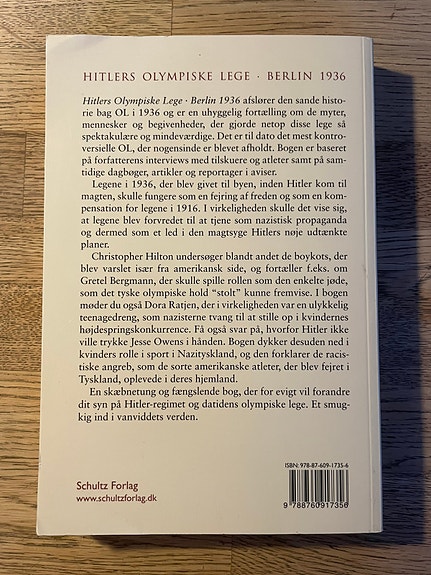 HITLERS OLYMPISKE LEGE · BERLIN 1936
Hitlers Olympiske Lege · Berlin 1936 afslører den sande histo-
rie bag OL i 1936 og er en uhyggelig fortælling om de myter,
mennesker og begivenheder, der gjorde netop disse lege så
spektakulære og mindeværdige. Det er til dato det mest kontro-
versielle OL, der nogensinde er blevet afholdt. Bogen er baseret
på forfatterens interviews med tilskuere og atleter samt på sam-
tidige dagbøger, artikler og reportager i aviser.
Legene i 1936, der blev givet til byen, inden Hitler kom til
magten, skulle fungere som en fejring af freden og som en kom-
pensation for legene i 1916. I virkeligheden skulle det vise sig,
at legene blev forvredet til at tjene som nazistisk propaganda
og dermed som et led i den magtsyge Hitlers nøje udtænkte
planer.
Christopher Hilton undersøger blandt andet de boykots, der
blev varslet især fra amerikansk side, og fortæller f.eks. om
Gretel Bergmann, der skulle spille rollen som den enkelte jøde,
som det tyske olympiske hold “stolt” kunne fremvise. I bogen
møder du også Dora Ratjen, der i virkeligheden var en ulykkelig
teenagedreng, som nazisterne tvang til at stille op i kvindernes
højdespringskonkurrence. Få også svar på, hvorfor Hitler ikke
ville trykke Jesse Owens i hånden. Bogen dykker desuden ned i
kvinders rolle i sport i Nazityskland, og den forklarer de racis-
tiske angreb, som de sorte amerikanske atleter, der blev fejret i
Tyskland, oplevede i deres hjemland.
En skæbnetung og fængslende bog, der for evigt vil forandre
dit syn på Hitler-regimet og datidens olympiske lege. Et smug-
kig ind i vanviddets verden.
ISBN: 978-87-609-1735-6
Schultz Forlag
www.schultzforlag.dk
9 788760 917356